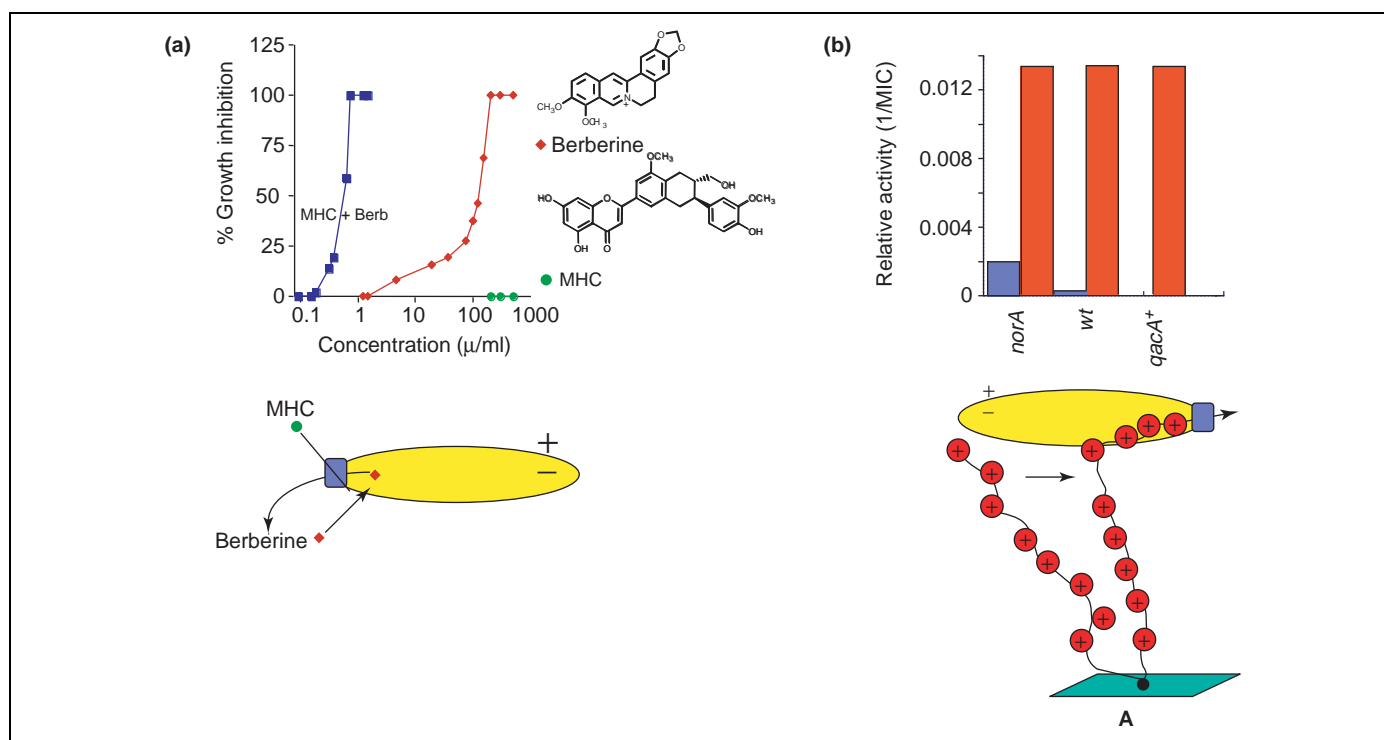 (a)
125
100
75
50
25
0
% Growth inhibition
0.1 1 10 100 1000
Concentration (μ/ml)
MHC + Berb
O
O
N
+
CH3O
OCH3
Berberine
OCH3
OH
HO
O
OCH3
OH
OH
O
MHC
MHC
+
−
Berberine
(b)
0.012
0.008
0.004
0
Relative activity (1/MIC)
norA
wt
qacA+
+
−
+ + + + + + + + + + + + + + + + + +
A